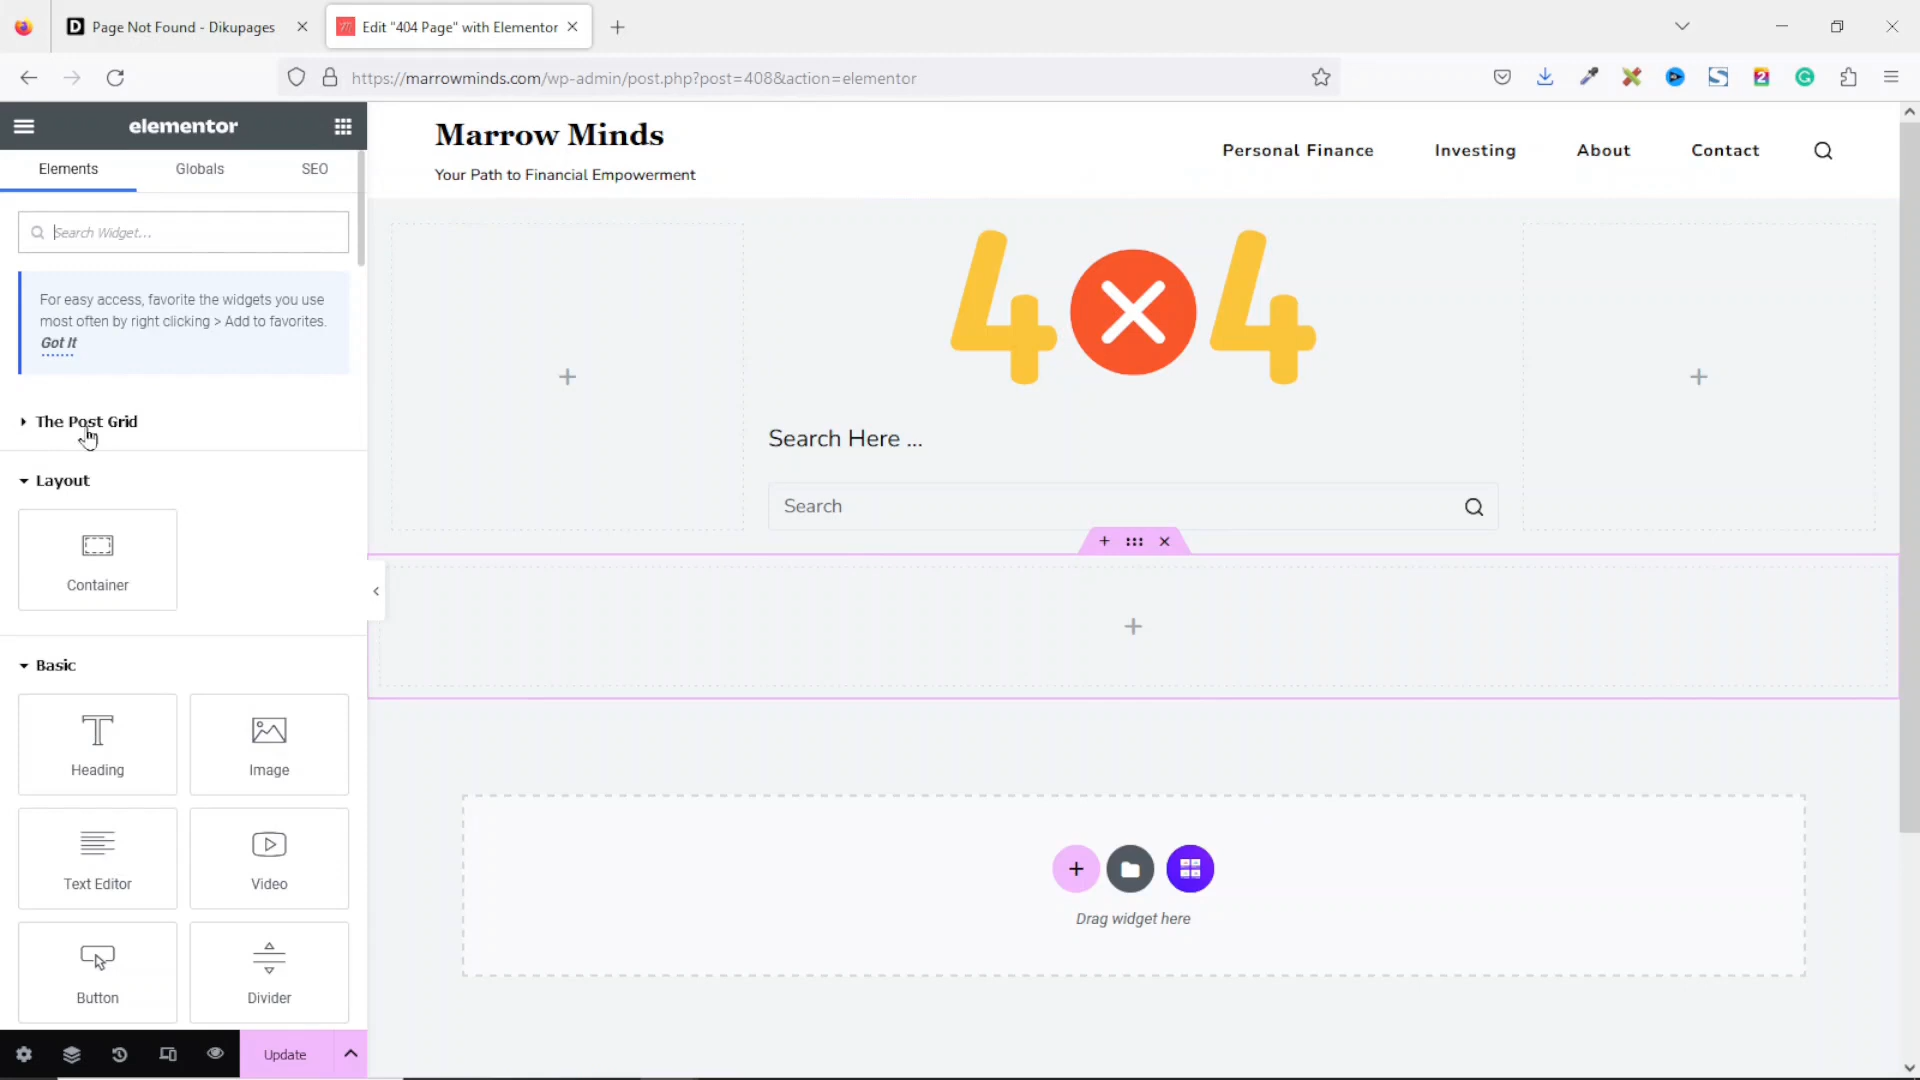 Page Not Found - Dikupages
Edit "404 Page" with Elementor
https://marrowminds.com/wp-admin/post.php?post=408&action=elementor
elementor
Elements
Globals
SEO
Search Widget...
For easy access, favorite the widgets you use
most often by right clicking > Add to favorites.
Got It
The Post Grid
Layout
Container
Basic
Heading
Image
Text Editor
Video
Button
Divider
Update
Marrow Minds
Your Path to Financial Empowerment
Personal Finance
Investing
About
Contact
4 4
Search Here ...
Search
Drag widget here